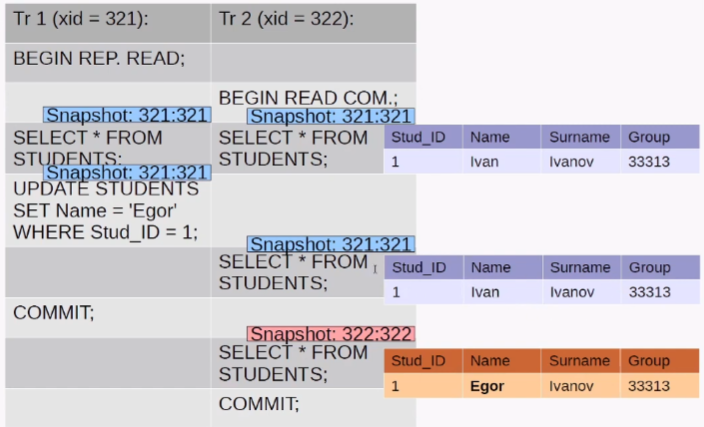 Tr 1 (xid = 321):
Tr 2 (xid = 322):
BEGIN REP. READ;
BEGIN READ COM.;
Snapshot: 321:321
Snapshot: 321:321
SELECT * FROM
STUDENTS;
SELECT * FROM
STUDENTS;
Stud_ID Name Surname Group
1 Ivan Ivanov 33313
Snapshot: 321:321
UPDATE STUDENTS
SET Name = 'Egor'
WHERE Stud_ID = 1;
Snapshot: 321:321
SELECT * FROM
STUDENTS;
Stud_ID Name Surname Group
1 Ivan Ivanov 33313
COMMIT;
Snapshot: 322:322
SELECT * FROM
STUDENTS;
Stud_ID Name Surname Group
1 Egor Ivanov 33313
COMMIT;